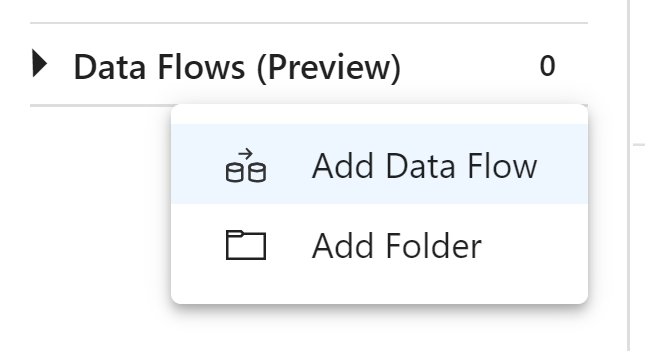 Data Flows (Preview) 0
Add Data Flow
Add Folder